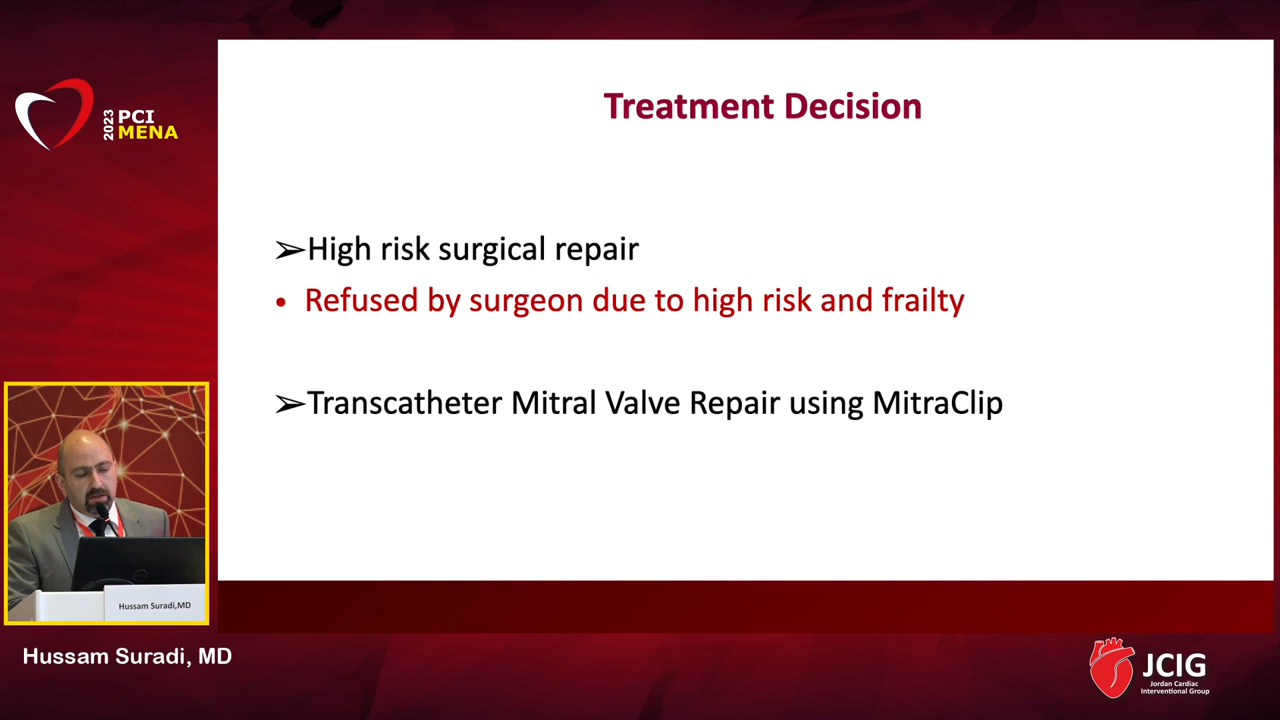 2023 PCI
MENA
Treatment Decision
➢High risk surgical repair
• Refused by surgeon due to high risk and frailty
➢Transcatheter Mitral Valve Repair using MitraClip
Hussam Suradi,MD
Hussam Suradi, MD
JCIG
Jordan Cardiac
Interventional Group